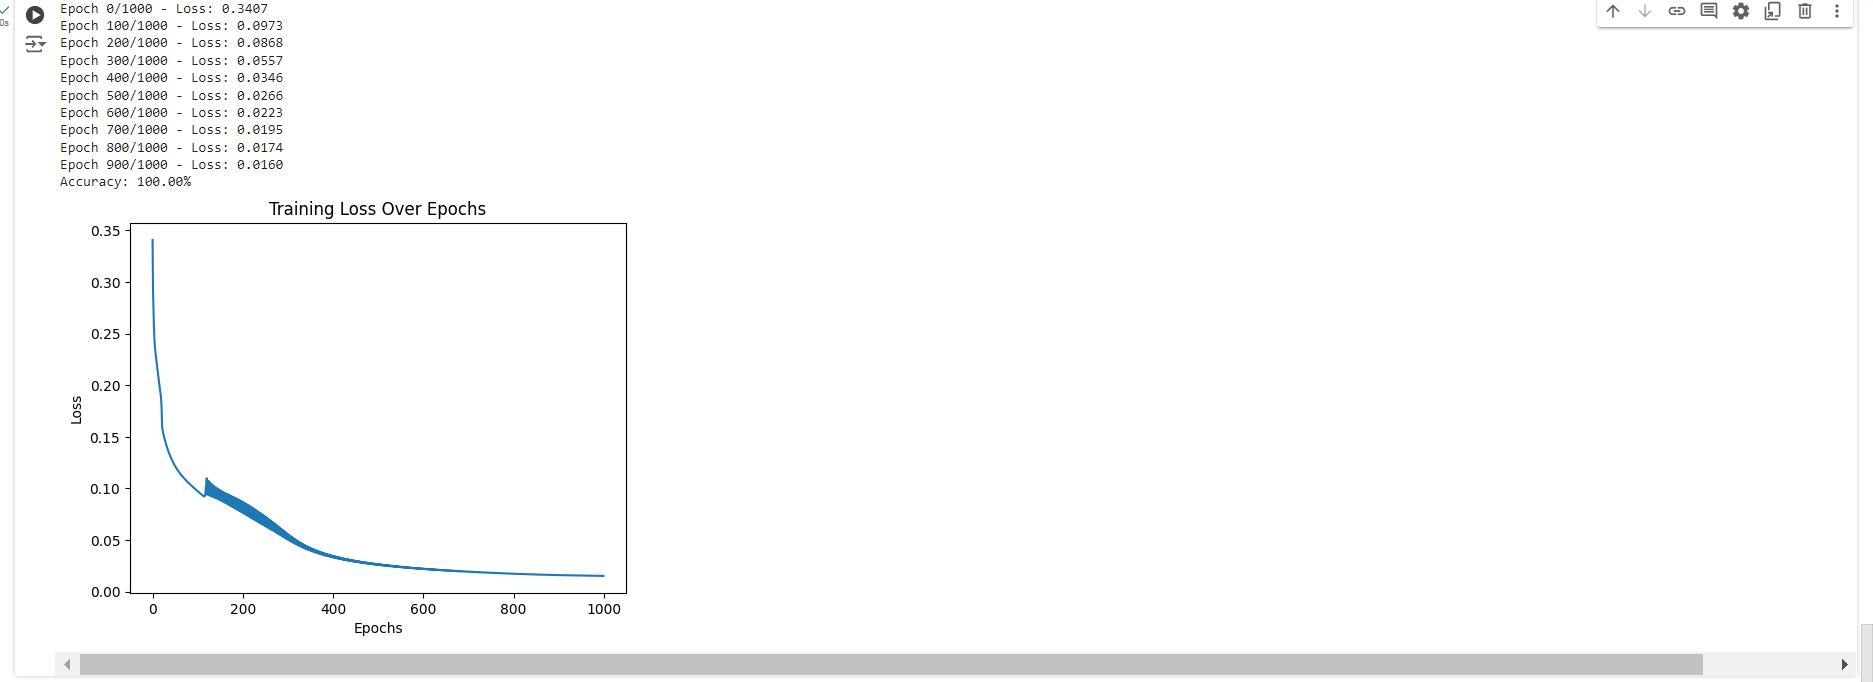 Epoch 0/1000 - Loss: 0.3407
Epoch 100/1000 - Loss: 0.0973
Epoch 200/1000 - Loss: 0.0868
Epoch 300/1000 - Loss: 0.0557
Epoch 400/1000 - Loss: 0.0346
Epoch 500/1000 - Loss: 0.0266
Epoch 600/1000 - Loss: 0.0223
Epoch 700/1000 - Loss: 0.0195
Epoch 800/1000 - Loss: 0.0174
Epoch 900/1000 - Loss: 0.0160
Accuracy: 100.00%
Training Loss Over Epochs
0.35
0.30
0.25
0.20
0.15
0.10
0.05
0.00
Loss
0 200 400 600 800 1000
Epochs